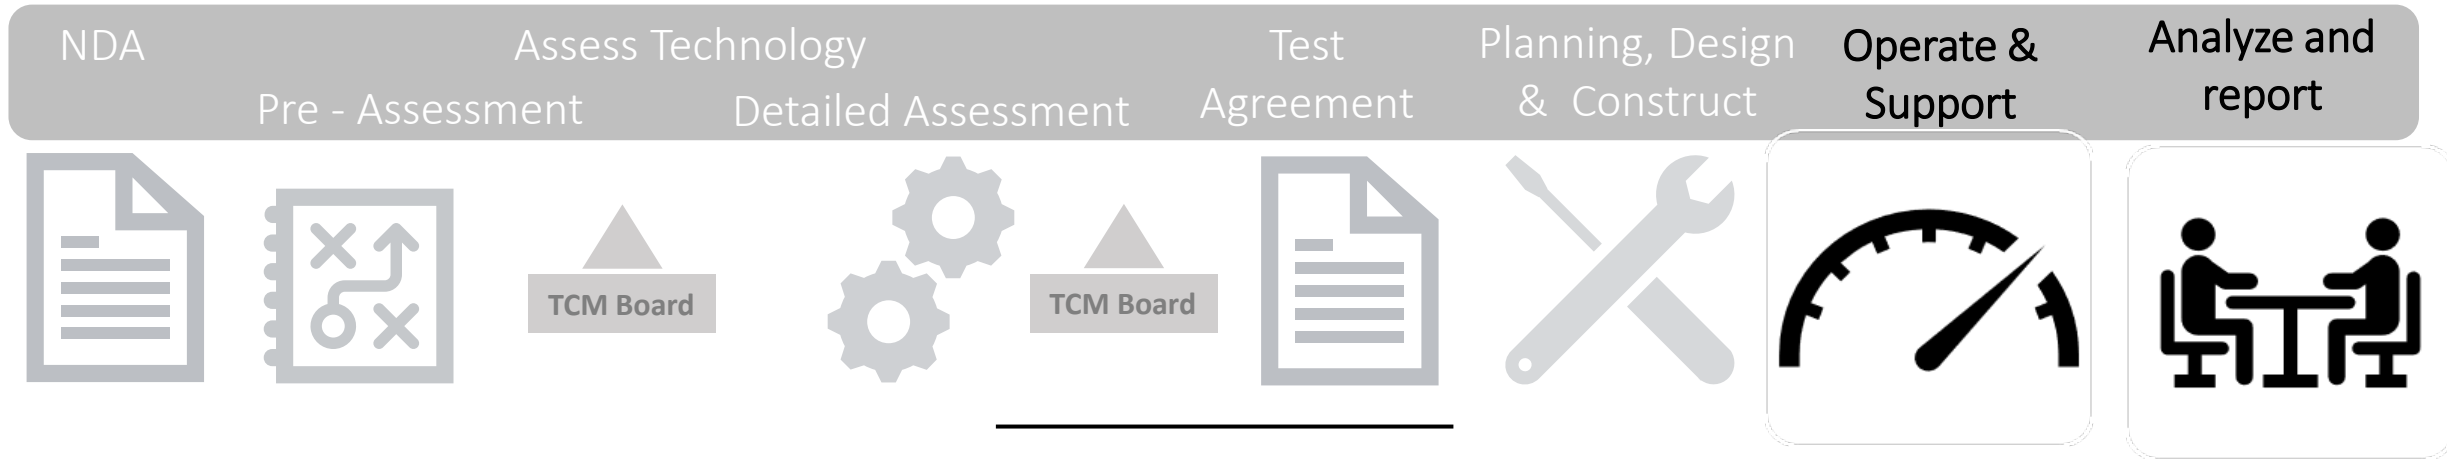 NDA
Assess Technology
Pre - Assessment
Detailed Assessment
Test
Agreement
Planning, Design
& Construct
Operate &
Support
Analyze and
report
TCM Board
TCM Board